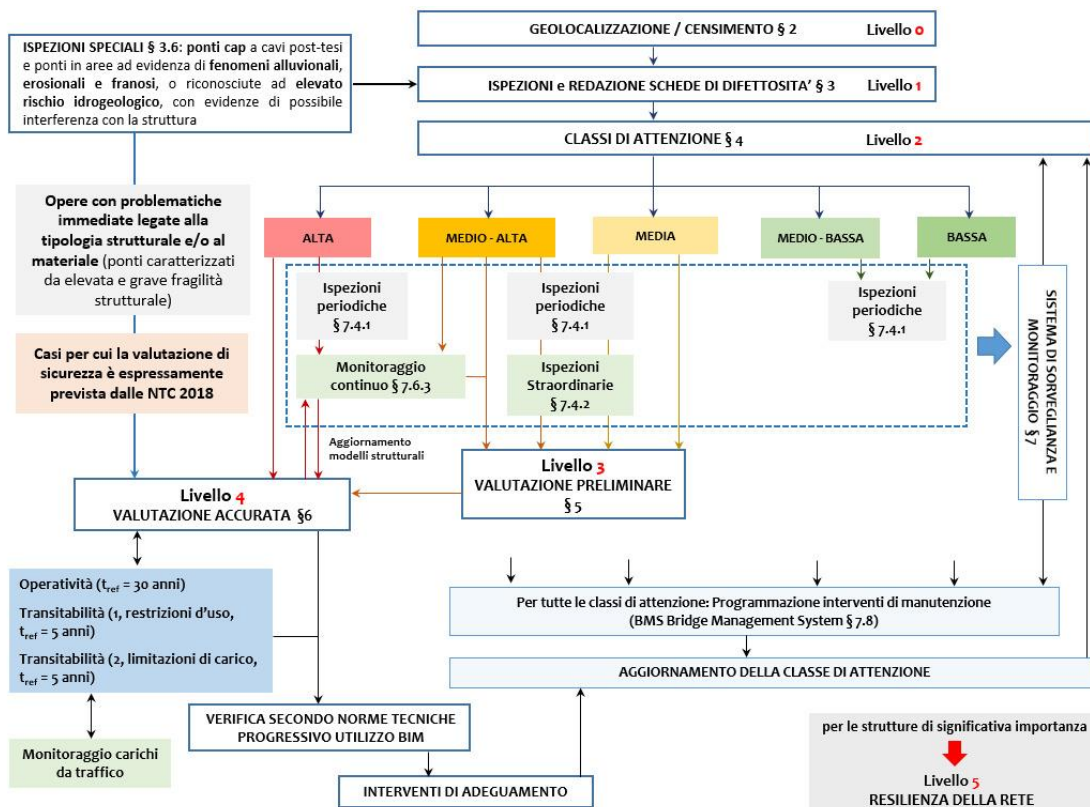 GEOLOCALIZZAZIONE / CENSIMENTO § 2 Livello 0
ISPEZIONI SPECIALI § 3.6: ponti cap a cavi post-tesi
e ponti in aree ad evidenza di fenomeni alluvionali,
erosionali e franosi, o riconosciute ad elevato
rischio idrogeologico, con evidenze di possibile
interferenza con la struttura
ISPEZIONI e REDAZIONE SCHEDE DI DIFETTOSITA’ § 3 Livello 1
CLASSI DI ATTENZIONE § 4 Livello 2
Opere con problematiche
immediate legate alla
tipologia strutturale e/o al
materiale (ponti caratterizzati
da elevata e grave fragilità
strutturale)
Casi per cui la valutazione di
sicurezza è espressamente
prevista dalle NTC 2018
ALTA
MEDIO - ALTA
MEDIA
MEDIO - BASSA
BASSA
Ispezioni
periodiche
§ 7.4.1
Monitoraggio
continuo § 7.6.3
Ispezioni
periodiche
§ 7.4.1
Ispezioni
Straordinarie
§ 7.4.2
Ispezioni
periodiche
§ 7.4.1
SISTEMA DI SORVEGLIANZA E
MONITORAGGIO §7
Aggiornamento
modelli strutturali
Livello 3
VALUTAZIONE PRELIMINARE
§ 5
Livello 4
VALUTAZIONE ACCURATA §6
Operatività (tref = 30 anni)
Transitabilità (1, restrizioni d’uso,
tref = 5 anni)
Transitabilità (2, limitazioni di carico,
tref = 5 anni)
Monitoraggio carichi
da traffico
Per tutte le classi di attenzione: Programmazione interventi di manutenzione
(BMS Bridge Management System § 7.8)
AGGIORNAMENTO DELLA CLASSE DI ATTENZIONE
VERIFICA SECONDO NORME TECNICHE
PROGRESSIVO UTILIZZO BIM
INTERVENTI DI ADEGUAMENTO
per le strutture di significativa importanza
Livello 5
RESILIENZA DELLA RETE